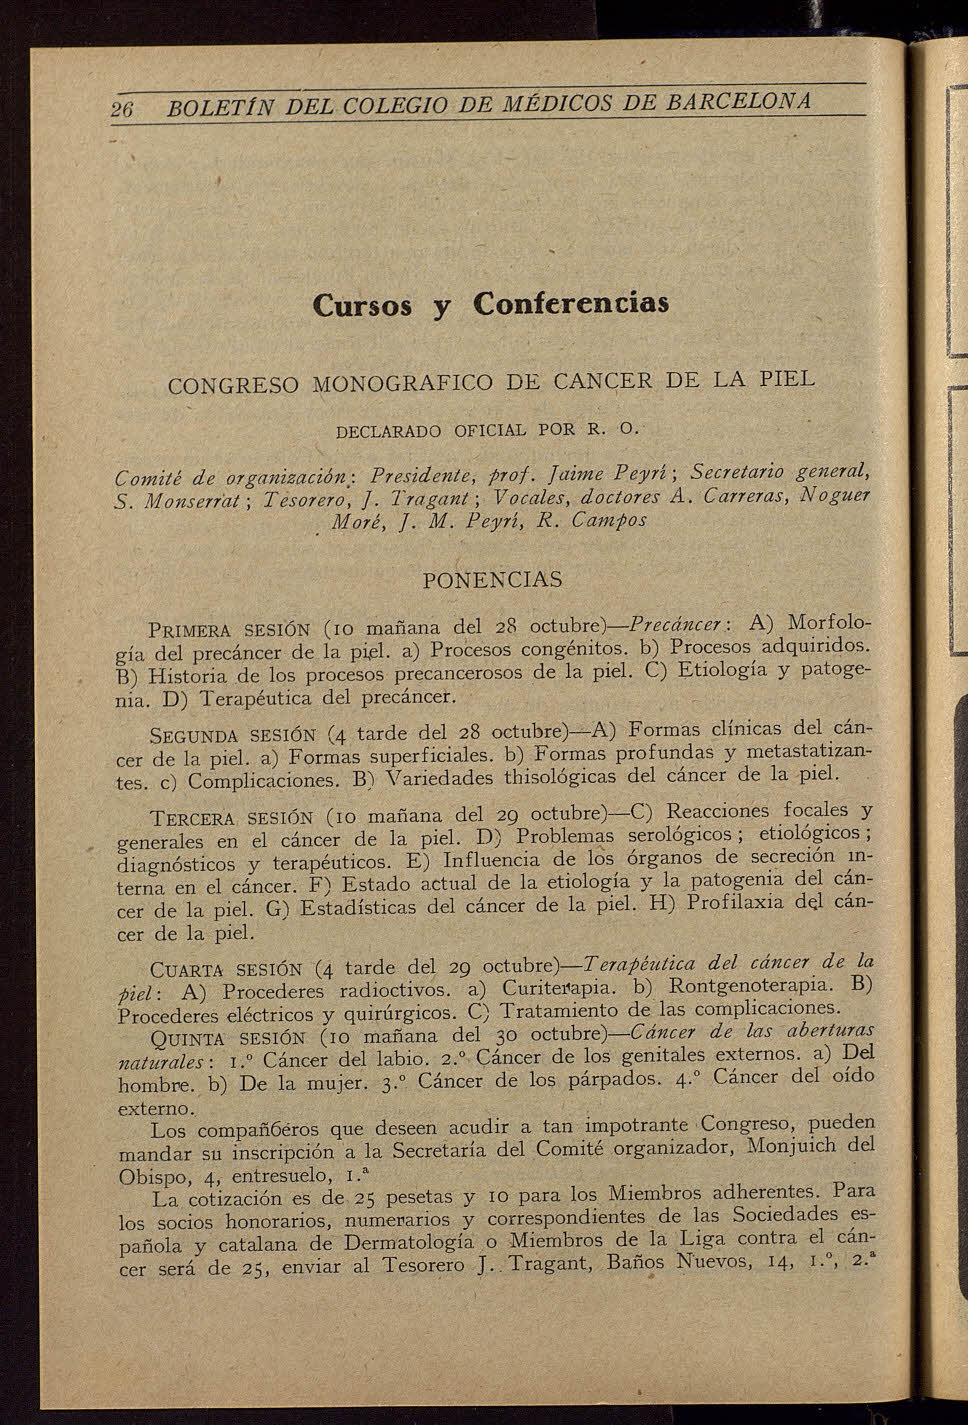 26 BOLETÍN DEL COLEGIO DE MÉDICOS DE BARCELONA
Cursos y Conferencias
CONGRESO MONOGRAFICO DE CANCER DE LA PIEL
DECLARADO OFICIAL POR R. O.
Comité de organización: Presidente, prof. Jaime Peyrí; Secretario general,
S. Monserrat; Tesorero, J. Tragant; Vocales, doctores A. Carreras, Noguer
Moré, J. M. Peyrí, R. Campos
PONENCIAS
PRIMERA SESIÓN (10 mañana del 28 octubre)—Precáncer: A) Morfolo-
gía del precáncer de la piel. a) Procesos congénitos. b) Procesos adquiridos.
B) Historia de los procesos precancerosos de la piel. C) Etiología y patoge-
nia. D) Terapéutica del precáncer.
SEGUNDA SESIÓN (4 tarde del 28 octubre)—A) Formas clínicas del cán-
cer de la piel. a) Formas superficiales. b) Formas profundas y metastatizan-
tes. c) Complicaciones. B) Variedades thisológicas del cáncer de la piel.
TERCERA SESIÓN (10 mañana del 29 octubre)—C) Reacciones focales y
generales en el cáncer de la piel. D) Problemas serológicos; etiológicos;
diagnósticos y terapéuticos. E) Influencia de los órganos de secreción in-
terna en el cáncer. F) Estado actual de la etiología y la patogenia del cán-
cer de la piel. G) Estadísticas del cáncer de la piel. H) Profilaxia del cán-
cer de la piel.
CUARTA SESIÓN (4 tarde del 29 octubre)—Terapéutica del cáncer de la
piel: A) Procederes radioctivos. a) Curiterapia. b) Rontgenoterapia. B)
Procederes eléctricos y quirúrgicos. C) Tratamiento de las complicaciones.
QUINTA SESIÓN (10 mañana del 30 octubre)—Cáncer de las aberturas
naturales: 1.º Cáncer del labio. 2.º Cáncer de los genitales externos. a) Del
hombre. b) De la mujer. 3.º Cáncer de los párpados. 4.º Cáncer del oído
externo.
Los compañ6éros que deseen acudir a tan impotrante Congreso, pueden
mandar su inscripción a la Secretaría del Comité organizador, Monjuich del
Obispo, 4, entresuelo, 1.ª
La cotización es de 25 pesetas y 10 para los Miembros adherentes. Para
los socios honorarios, numerarios y correspondientes de las Sociedades es-
pañola y catalana de Dermatología o Miembros de la Liga contra el cán-
cer será de 25, enviar al Tesorero J. Tragant, Baños Nuevos, 14, 1.º, 2.ª